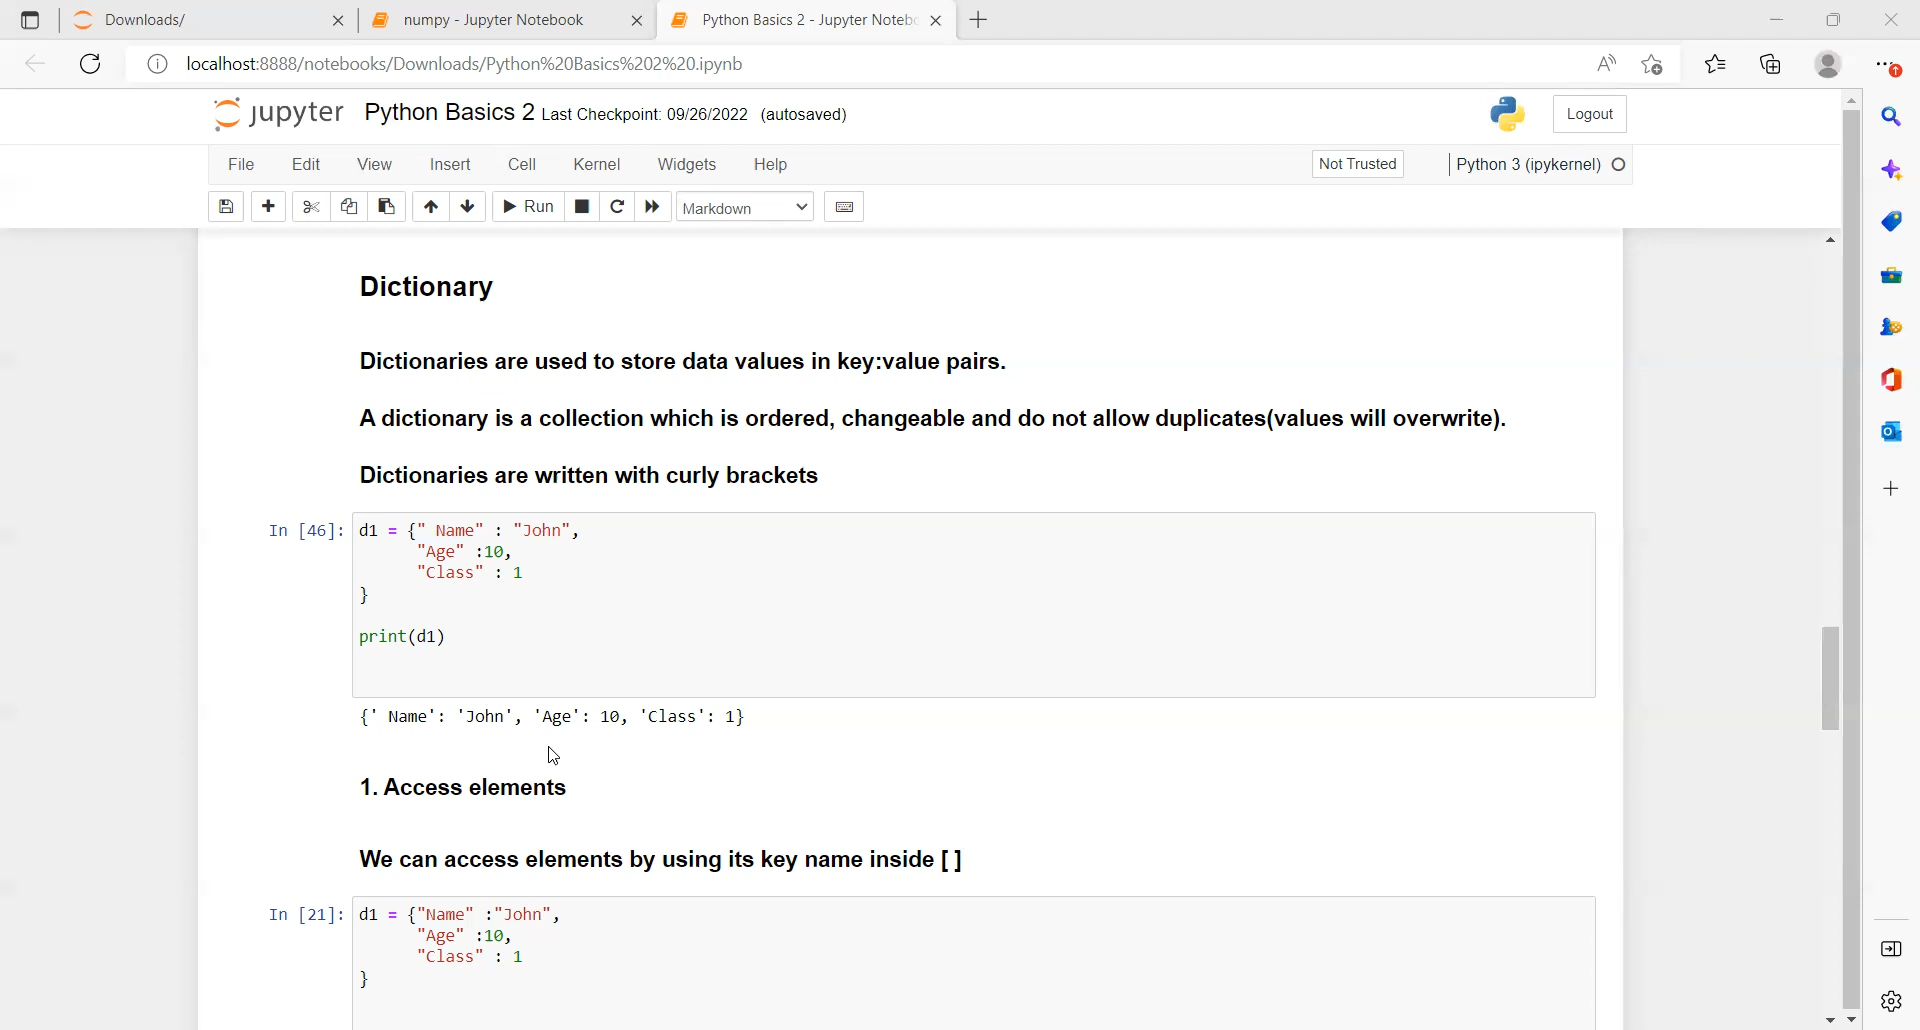 Downloads/
numpy - Jupyter Notebook
Python Basics 2 - Jupyter Notebo
localhost:8888/notebooks/Downloads/Python%20Basics%202%20.ipynb
jupyter Python Basics 2 Last Checkpoint: 09/26/2022 (autosaved)
Logout
File Edit View Insert Cell Kernel Widgets Help
Not Trusted
Python 3 (ipykernel)
Run
Markdown
Dictionary
Dictionaries are used to store data values in key:value pairs.
A dictionary is a collection which is ordered, changeable and do not allow duplicates(values will overwrite).
Dictionaries are written with curly brackets
In [46]: d1 = {" Name" : "John",
"Age" :10,
"Class" : 1
}
print(d1)
{' Name': 'John', 'Age': 10, 'Class': 1}
1. Access elements
We can access elements by using its key name inside [ ]
In [21]: d1 = {"Name" :"John",
"Age" :10,
"Class" : 1
}